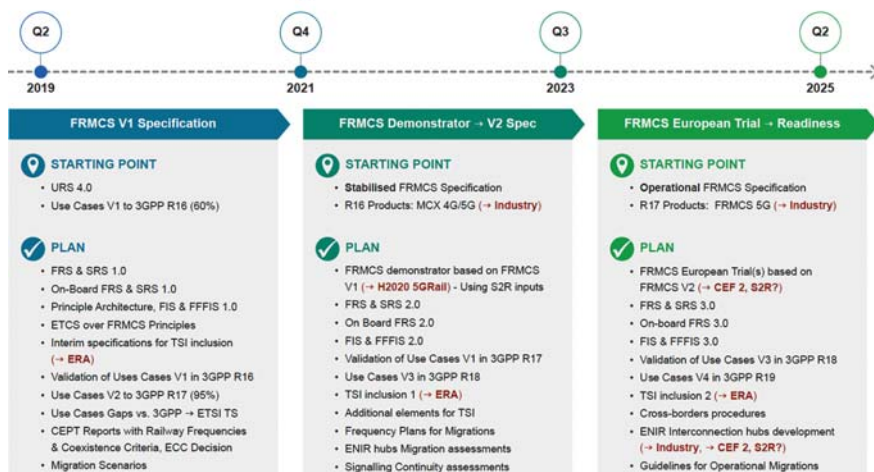 Q2
Q4
Q3
Q2
2019
2021
2023
2025
FRMCS V1 Specification
STARTING POINT
• URS 4.0
• Use Cases V1 to 3GPP R16 (60%)
PLAN
• FRS & SRS 1.0
• On-Board FRS & SRS 1.0
• Principle Architecture, FIS & FFFIS 1.0
• ETCS over FRMCS Principles
• Interim specifications for TSI inclusion
(→ ERA)
• Validation of Uses Cases V1 in 3GPP R16
• Use Cases V2 to 3GPP R17 (95%)
• Use Cases Gaps vs. 3GPP → ETSI TS
• CEPT Reports with Railway Frequencies
& Coexistence Criteria, ECC Decision
• Migration Scenarios
FRMCS Demonstrator → V2 Spec
STARTING POINT
• Stabilised FRMCS Specification
• R16 Products: MCX 4G/5G (→ Industry)
PLAN
• FRMCS demonstrator based on FRMCS
V1 (→ H2020 5GRail) - Using S2R inputs
• FRS & SRS 2.0
• On Board FRS 2.0
• FIS & FFFIS 2.0
• Validation of Use Cases V1 in 3GPP R17
• Use Cases V3 in 3GPP R18
• TSI inclusion 1 (→ ERA)
• Additional elements for TSI
• Frequency Plans for Migrations
• ENIR hubs Migration assessments
• Signalling Continuity assessments
FRMCS European Trial → Readiness
STARTING POINT
• Operational FRMCS Specification
• R17 Products: FRMCS 5G (→ Industry)
PLAN
• FRMCS European Trial(s) based on
FRMCS V2 (→ CEF 2, S2R?)
• FRS & SRS 3.0
• On-board FRS 3.0
• FIS & FFFIS 3.0
• Validation of Use Cases V3 in 3GPP R18
• Use Cases V4 in 3GPP R19
• TSI inclusion 2 (→ ERA)
• Cross-borders procedures
• ENIR Interconnection hubs development
(→ Industry, → CEF 2, S2R?)
• Guidelines for Operational Migrations